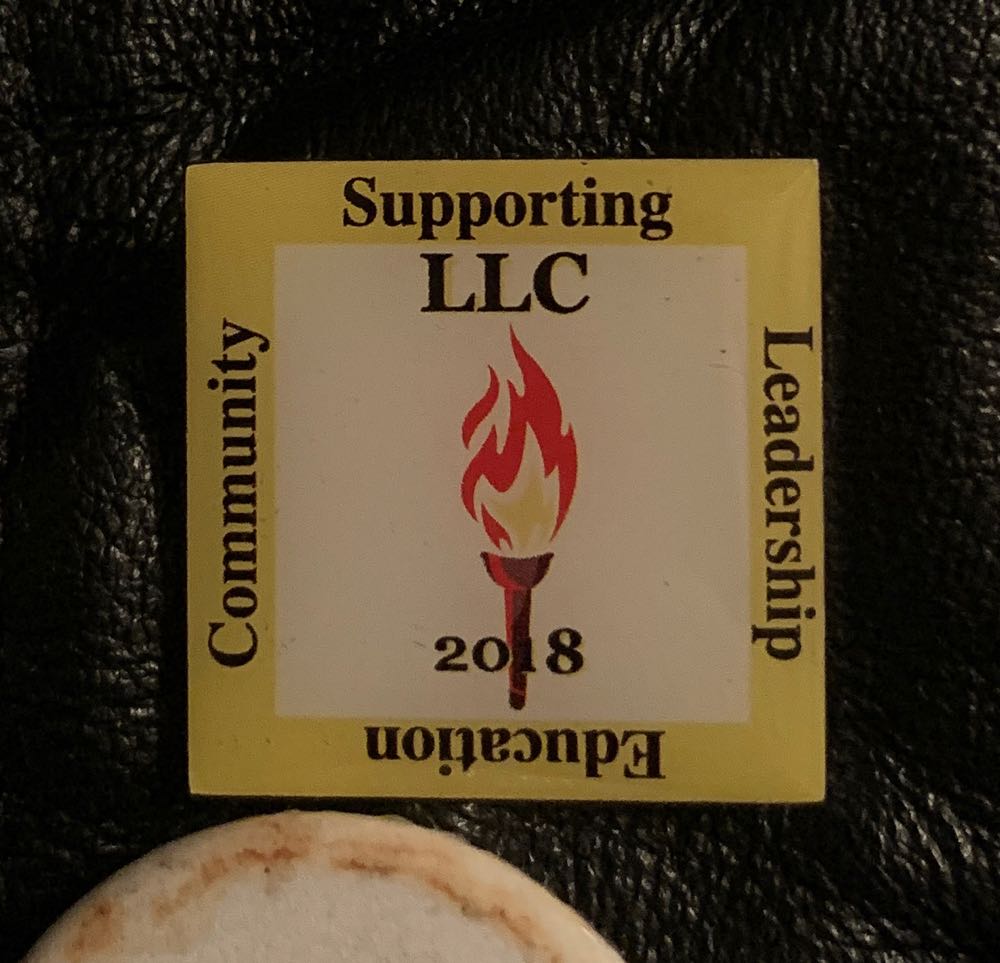 Supporting
LLC
Community
Leadership
2018
Education